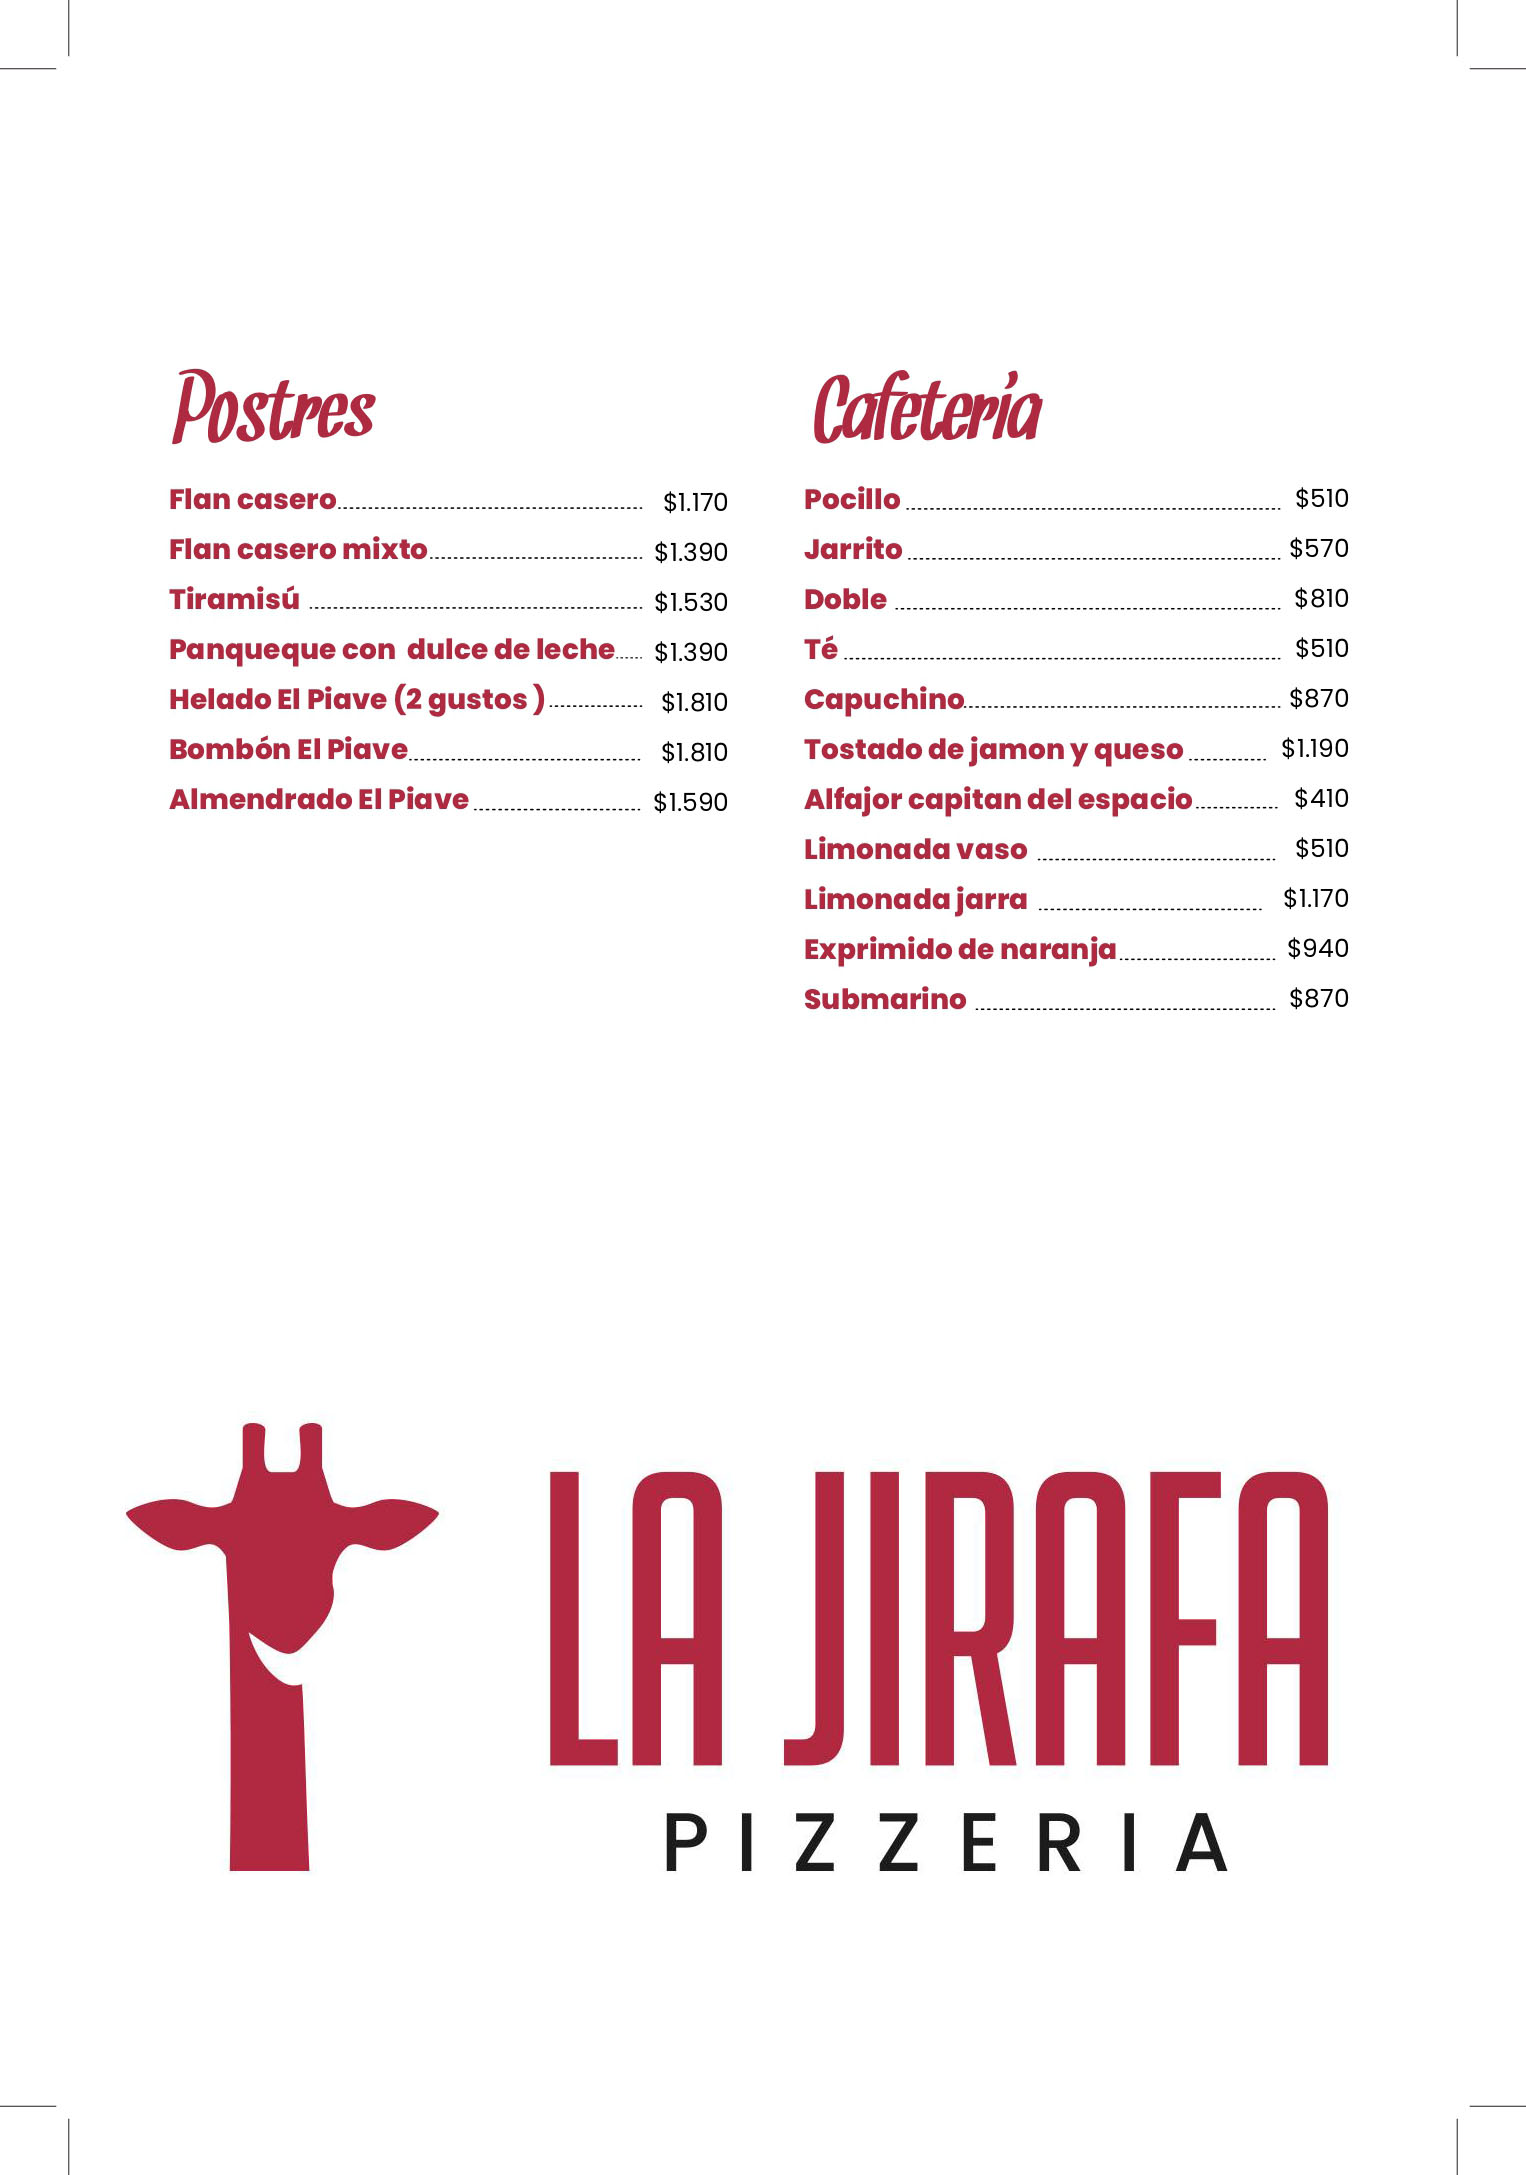 Postres
Flan casero $1.170
Flan casero mixto $1.390
Tiramisú $1.530
Panqueque con dulce de leche $1.390
Helado El Piave (2 gustos ) $1.810
Bombón El Piave $1.810
Almendrado El Piave $1.590
Cafetería
Pocillo $510
Jarrito $570
Doble $810
Té $510
Capuchino $870
Tostado de jamon y queso $1.190
Alfajor capitan del espacio $410
Limonada vaso $510
Limonada jarra $1.170
Exprimido de naranja $940
Submarino $870
LA JIRAFA
PIZZERIA